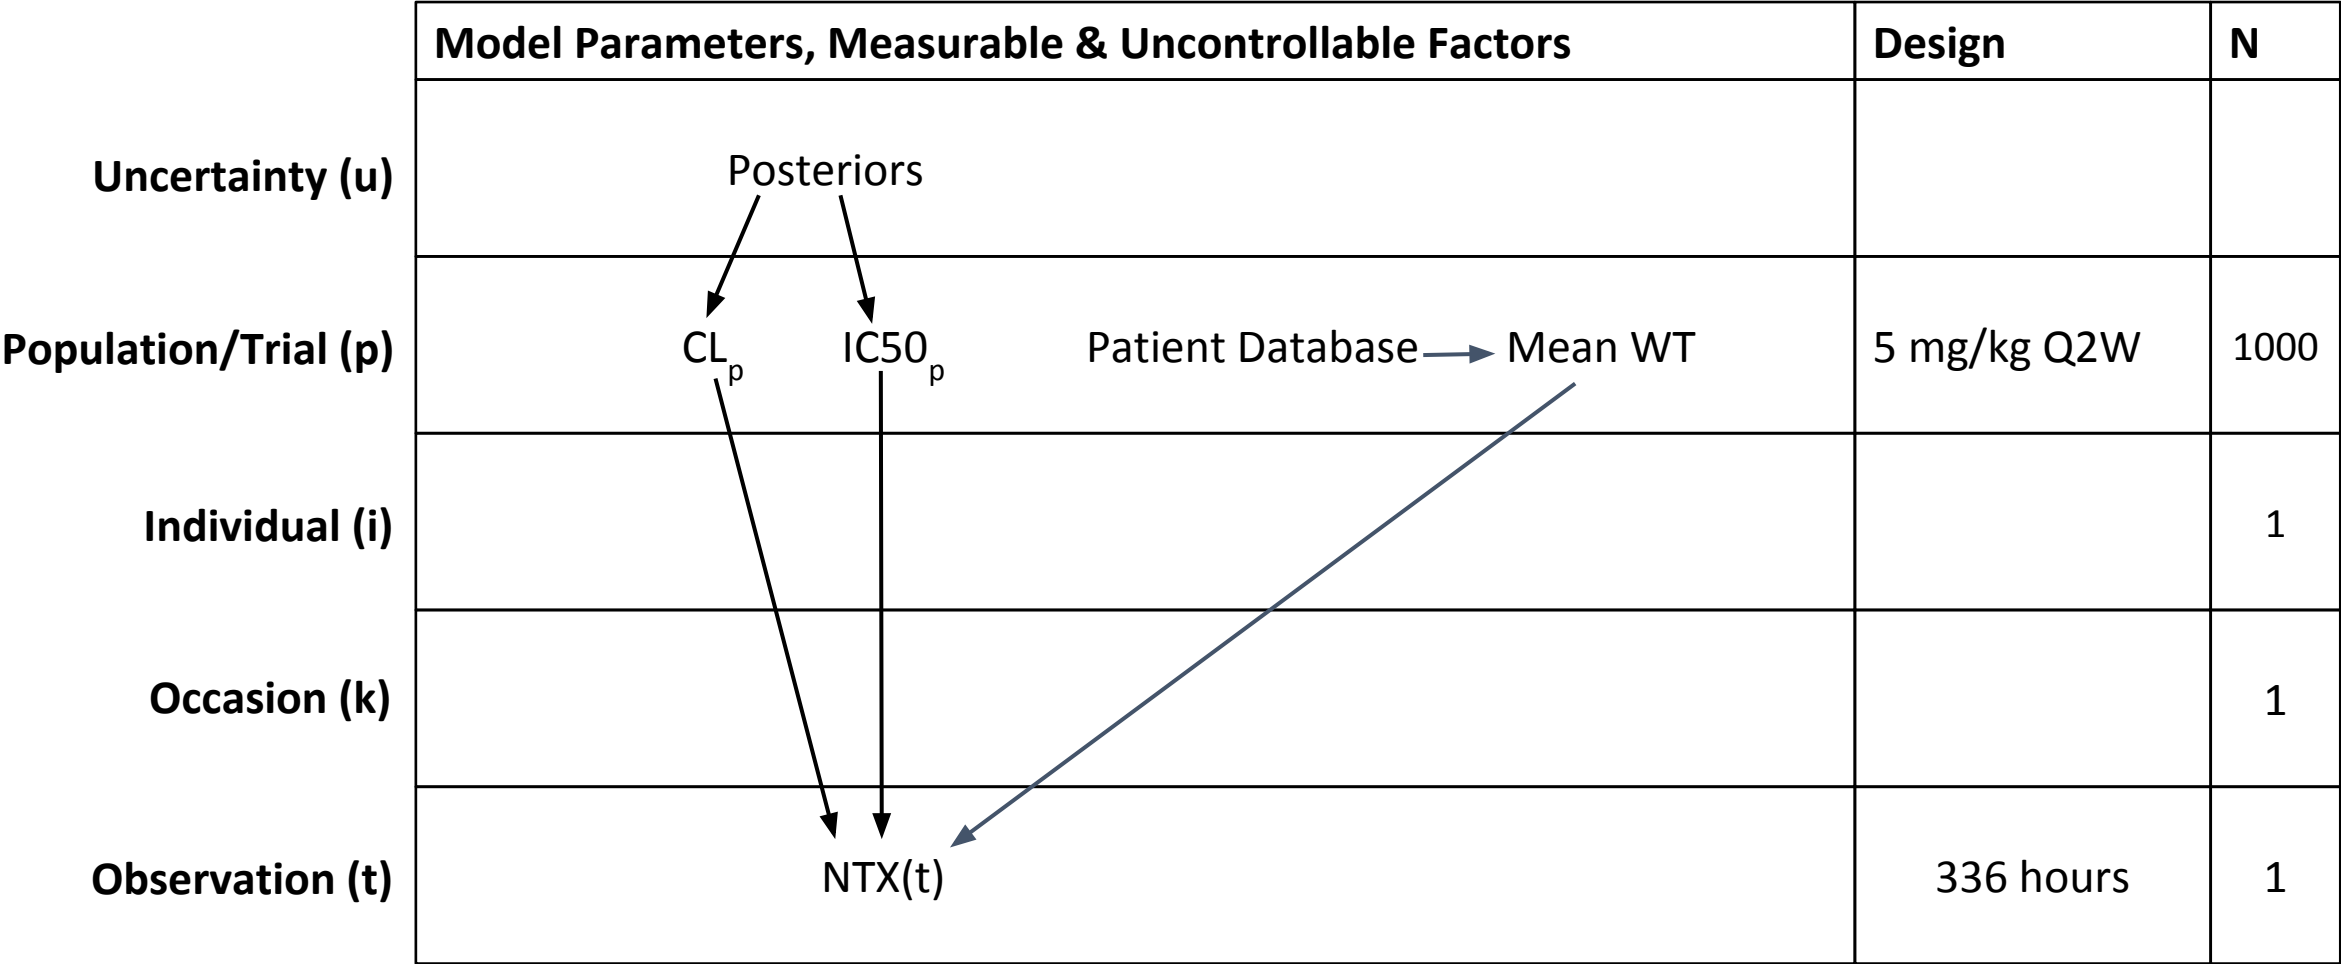 Model Parameters, Measurable & Uncontrollable Factors Design N
Uncertainty (u) Posteriors
Population/Trial (p) CLp IC50p Patient Database Mean WT 5 mg/kg Q2W 1000
Individual (i) 1
Occasion (k) 1
Observation (t) NTX(t) 336 hours 1